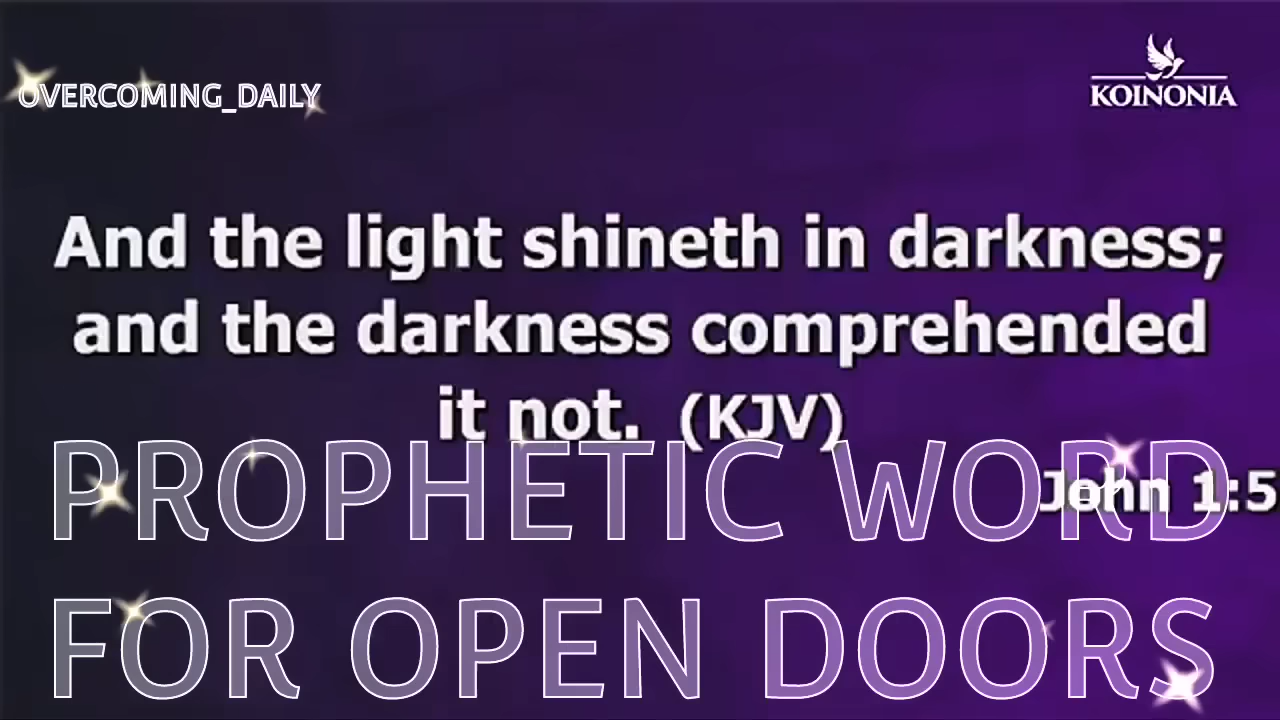 OVERCOMING_DAILY
KOINONIA
And the light shineth in darkness;
and the darkness comprehended
it not. (KJV)
John 1:5
PROPHETIC WORD
FOR OPEN DOORS